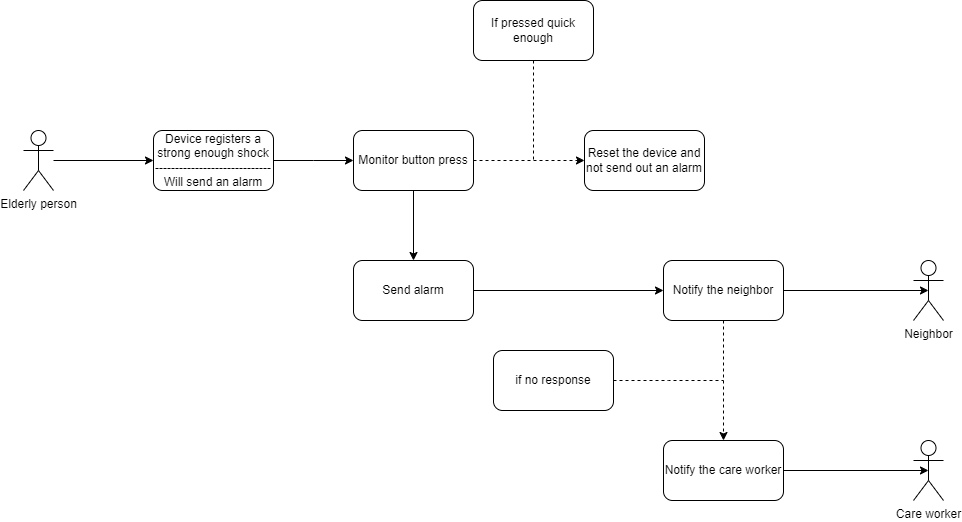 If pressed quick
enough
Device registers a
strong enough shock
----------------------------
Will send an alarm
Monitor button press
Reset the device and
not send out an alarm
Elderly person
Send alarm
Notify the neighbor
Neighbor
if no response
Notify the care worker
Care worker